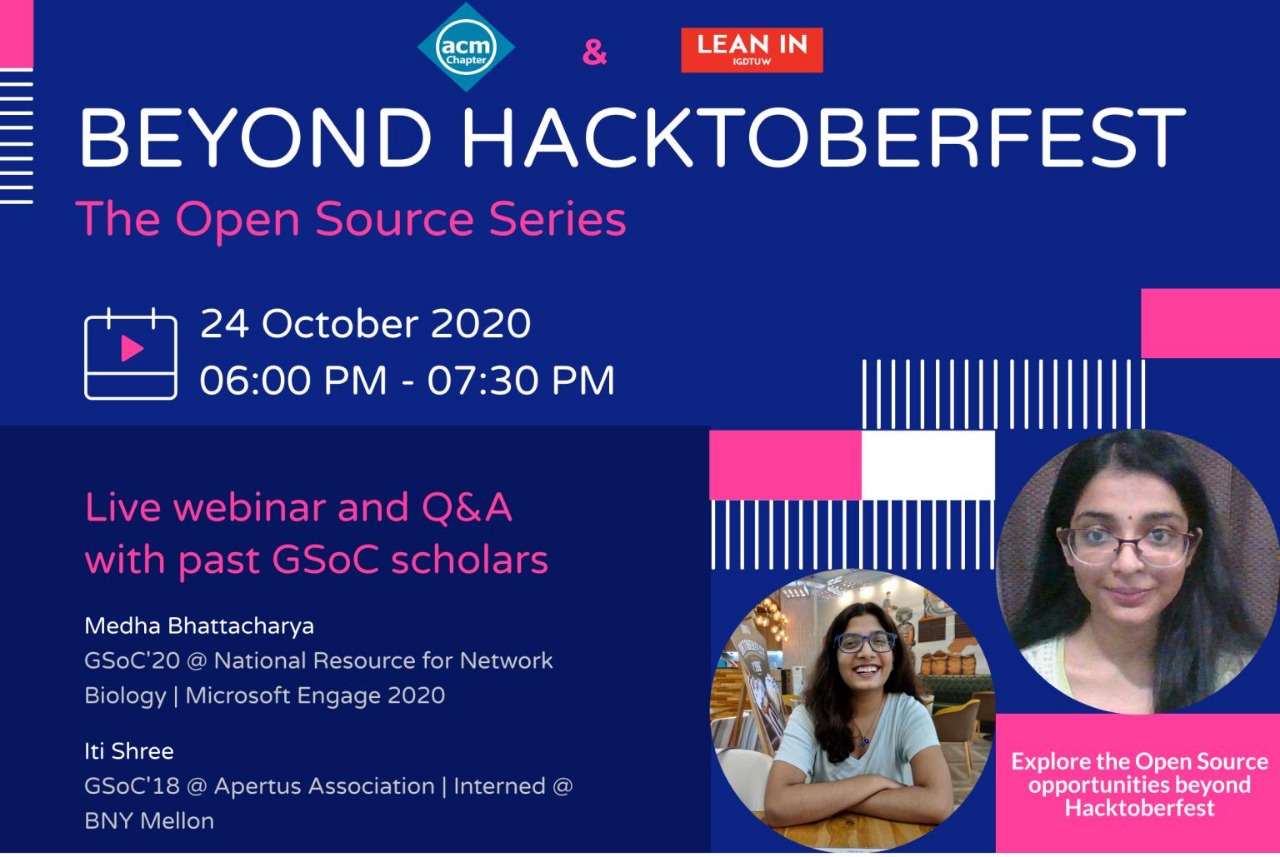 acm
Chapter
&
LEAN IN
IGDTUW
BEYOND HACKTOBERFEST
The Open Source Series
24 October 2020
06:00 PM - 07:30 PM
Live webinar and Q&A
with past GSoC scholars
Medha Bhattacharya
GSoC'20 @ National Resource for Network
Biology | Microsoft Engage 2020
Iti Shree
GSoC'18 @ Apertus Association | Interned @
BNY Mellon
Explore the Open Source
opportunities beyond
Hacktoberfest